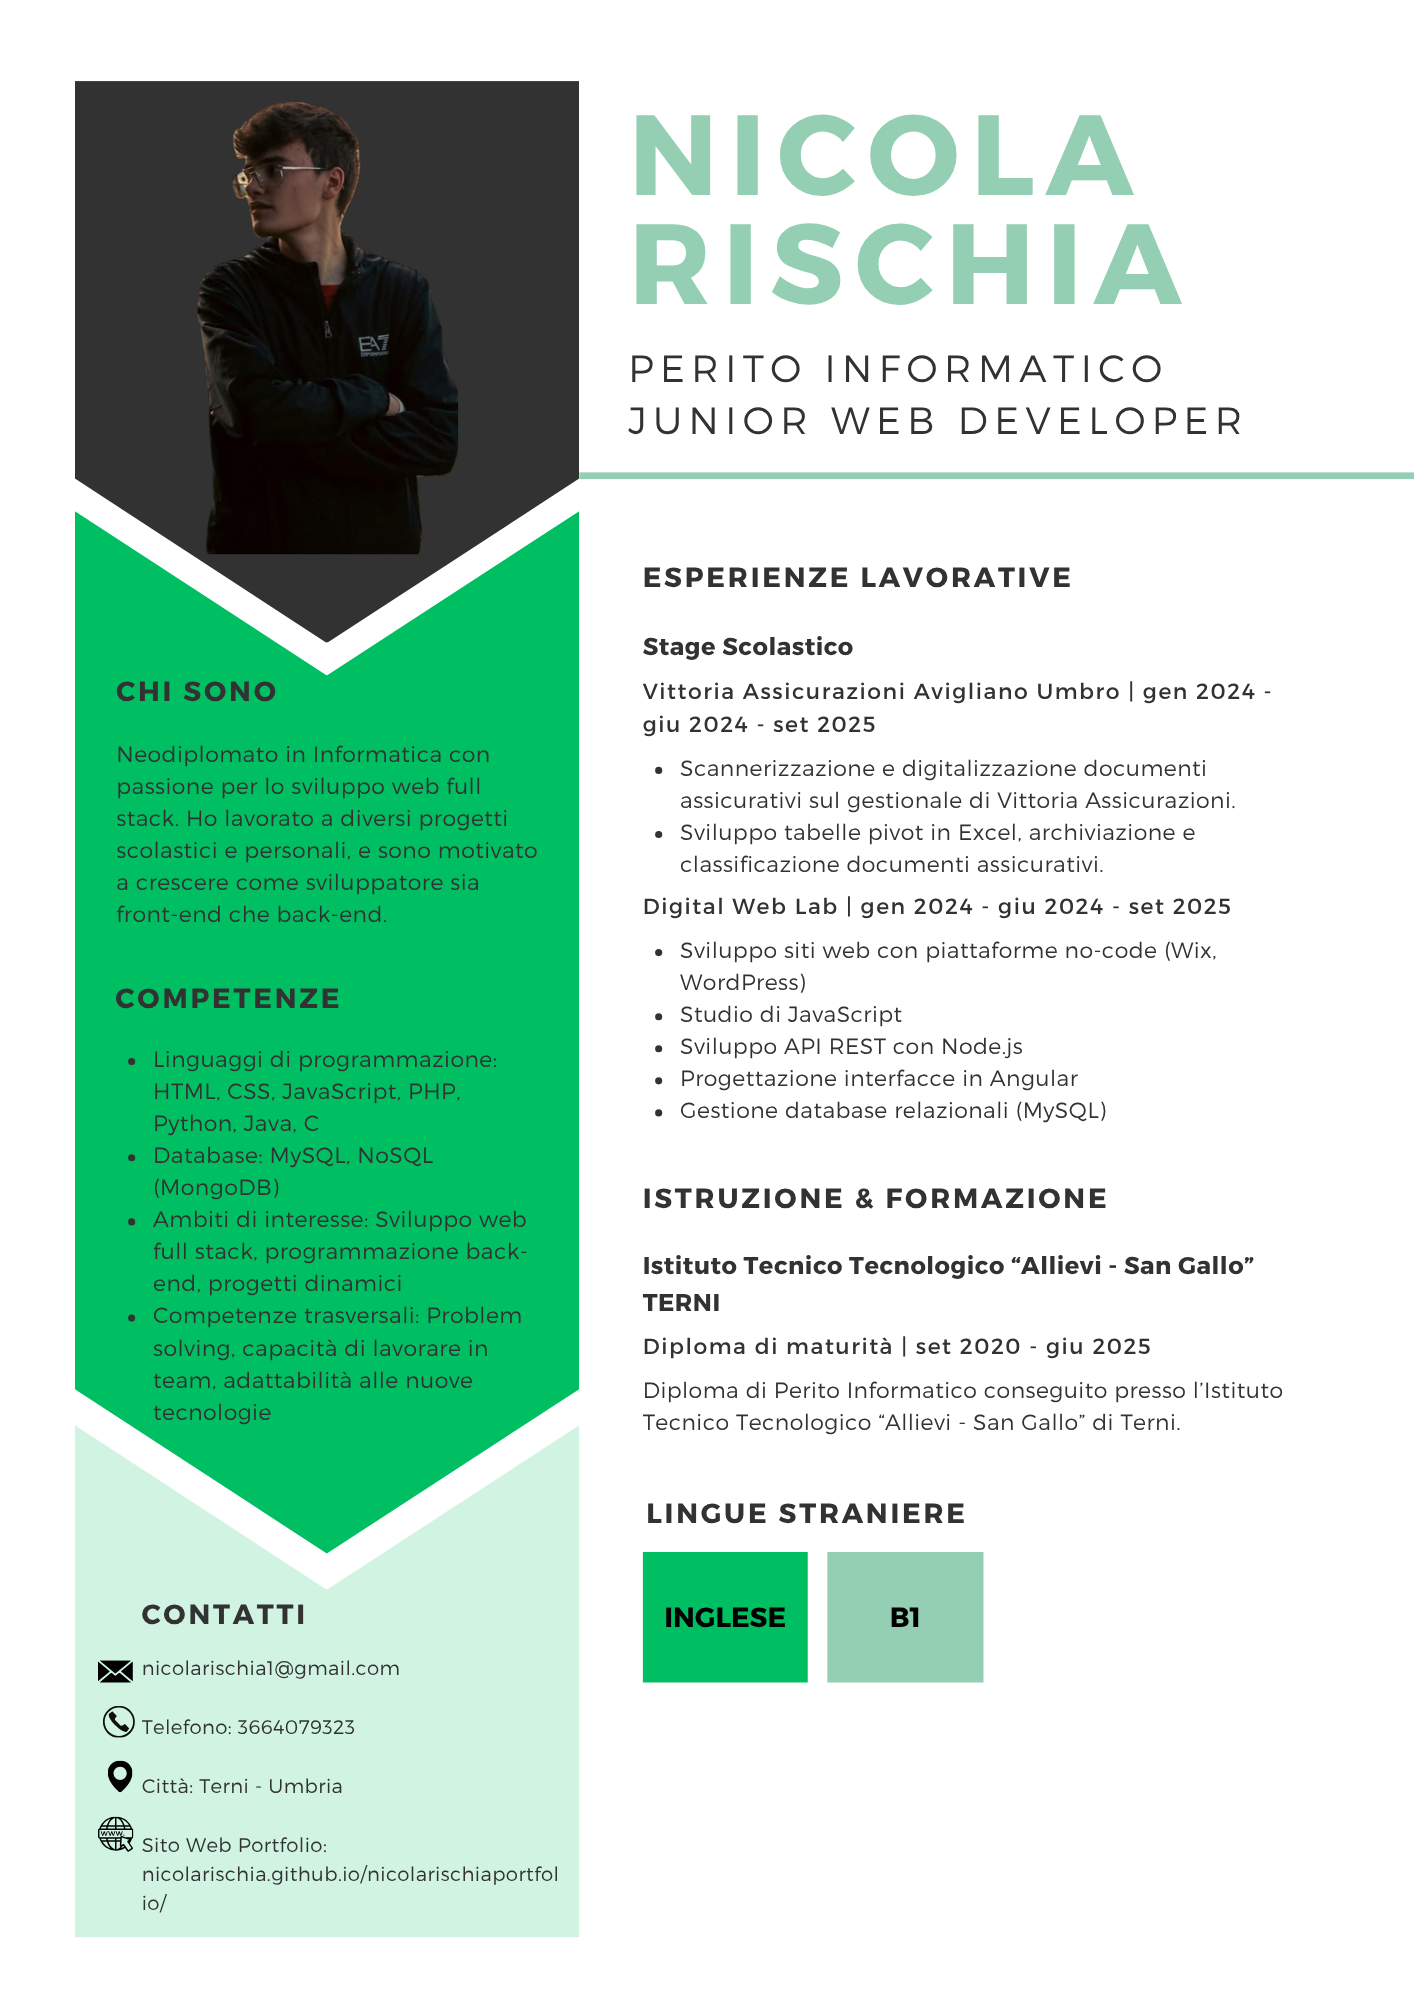 NICOLA
RISCHIA
PERITO INFORMATICO
JUNIOR WEB DEVELOPER
EA7
CHI SONO
Neodiplomato in Informatica con
passione per lo sviluppo web full
stack. Ho lavorato a diversi progetti
scolastici e personali, e sono motivato
a crescere come sviluppatore sia
front-end che back-end.
COMPETENZE
• Linguaggi di programmazione:
HTML, CSS, JavaScript, PHP,
Python, Java, C
• Database: MySQL, NoSQL
(MongoDB)
• Ambiti di interesse: Sviluppo web
full stack, programmazione back-
end, progetti dinamici
• Competenze trasversali: Problem
solving, capacità di lavorare in
team, adattabilità alle nuove
tecnologie
CONTATTI
nicolarischia1@gmail.com
Telefono: 3664079323
Città: Terni - Umbria
www
Sito Web Portfolio:
nicolarischia.github.io/nicolarischiaportfol
io/
ESPERIENZE LAVORATIVE
Stage Scolastico
Vittoria Assicurazioni Avigliano Umbro | gen 2024 -
giu 2024 - set 2025
• Scannerizzazione e digitalizzazione documenti
assicurativi sul gestionale di Vittoria Assicurazioni.
• Sviluppo tabelle pivot in Excel, archiviazione e
classificazione documenti assicurativi.
Digital Web Lab | gen 2024 - giu 2024 - set 2025
• Sviluppo siti web con piattaforme no-code (Wix,
WordPress)
• Studio di JavaScript
• Sviluppo API REST con Node.js
• Progettazione interfacce in Angular
• Gestione database relazionali (MySQL)
ISTRUZIONE & FORMAZIONE
Istituto Tecnico Tecnologico “Allievi - San Gallo”
TERNI
Diploma di maturità | set 2020 - giu 2025
Diploma di Perito Informatico conseguito presso l’Istituto
Tecnico Tecnologico “Allievi - San Gallo” di Terni.
LINGUE STRANIERE
INGLESE
B1